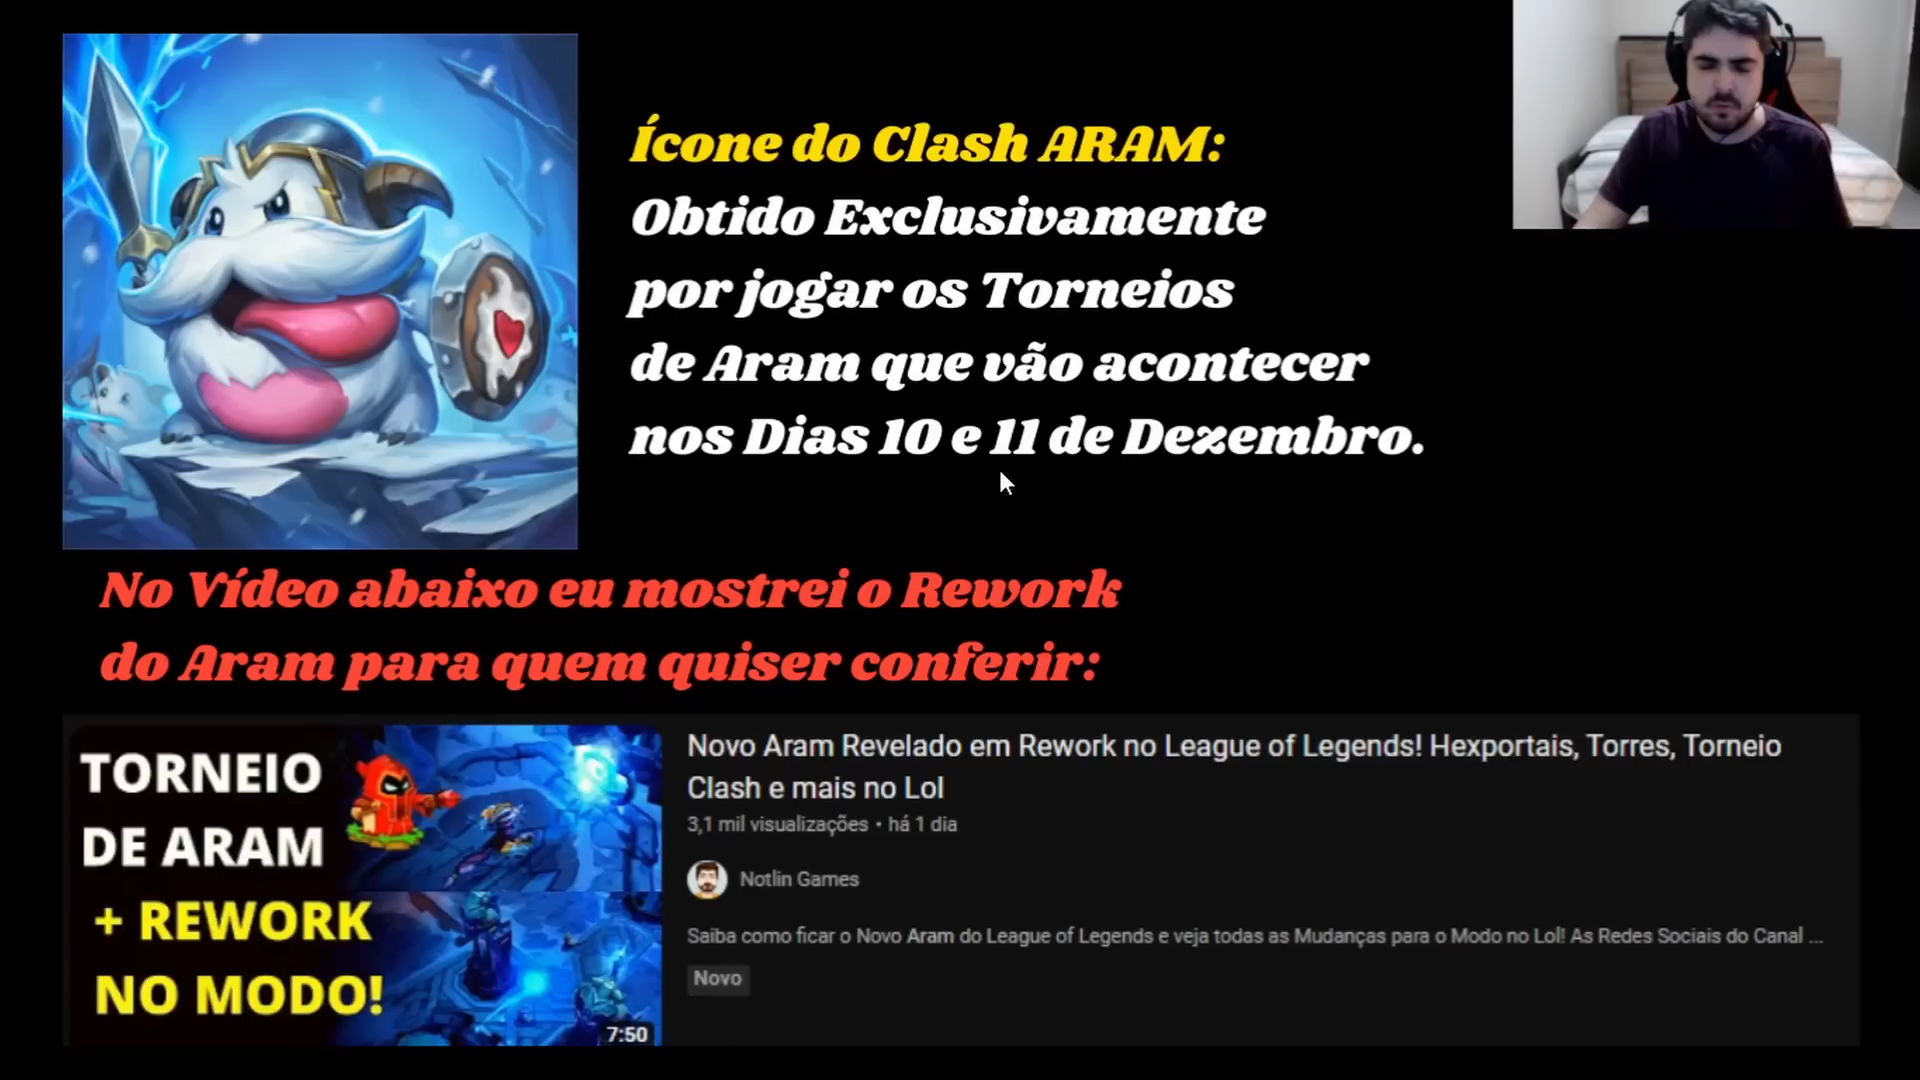 Ícone do Clash ARAM:
Obtido Exclusivamente
por jogar os Torneios
de Aram que vão acontecer
nos Dias 10 e 11 de Dezembro.
No Vídeo abaixo eu mostrei o Rework
do Aram para quem quiser conferir:
TORNEIO
DE ARAM
+ REWORK
NO MODO!
7:50
Novo Aram Revelado em Rework no League of Legends! Hexportais, Torres, Torneio
Clash e mais no Lol
3,1 mil visualizações • há 1 dia
Notlin Games
Saiba como ficar o Novo Aram do League of Legends e veja todas as Mudanças para o Modo no Lol! As Redes Sociais do Canal ...
Novo